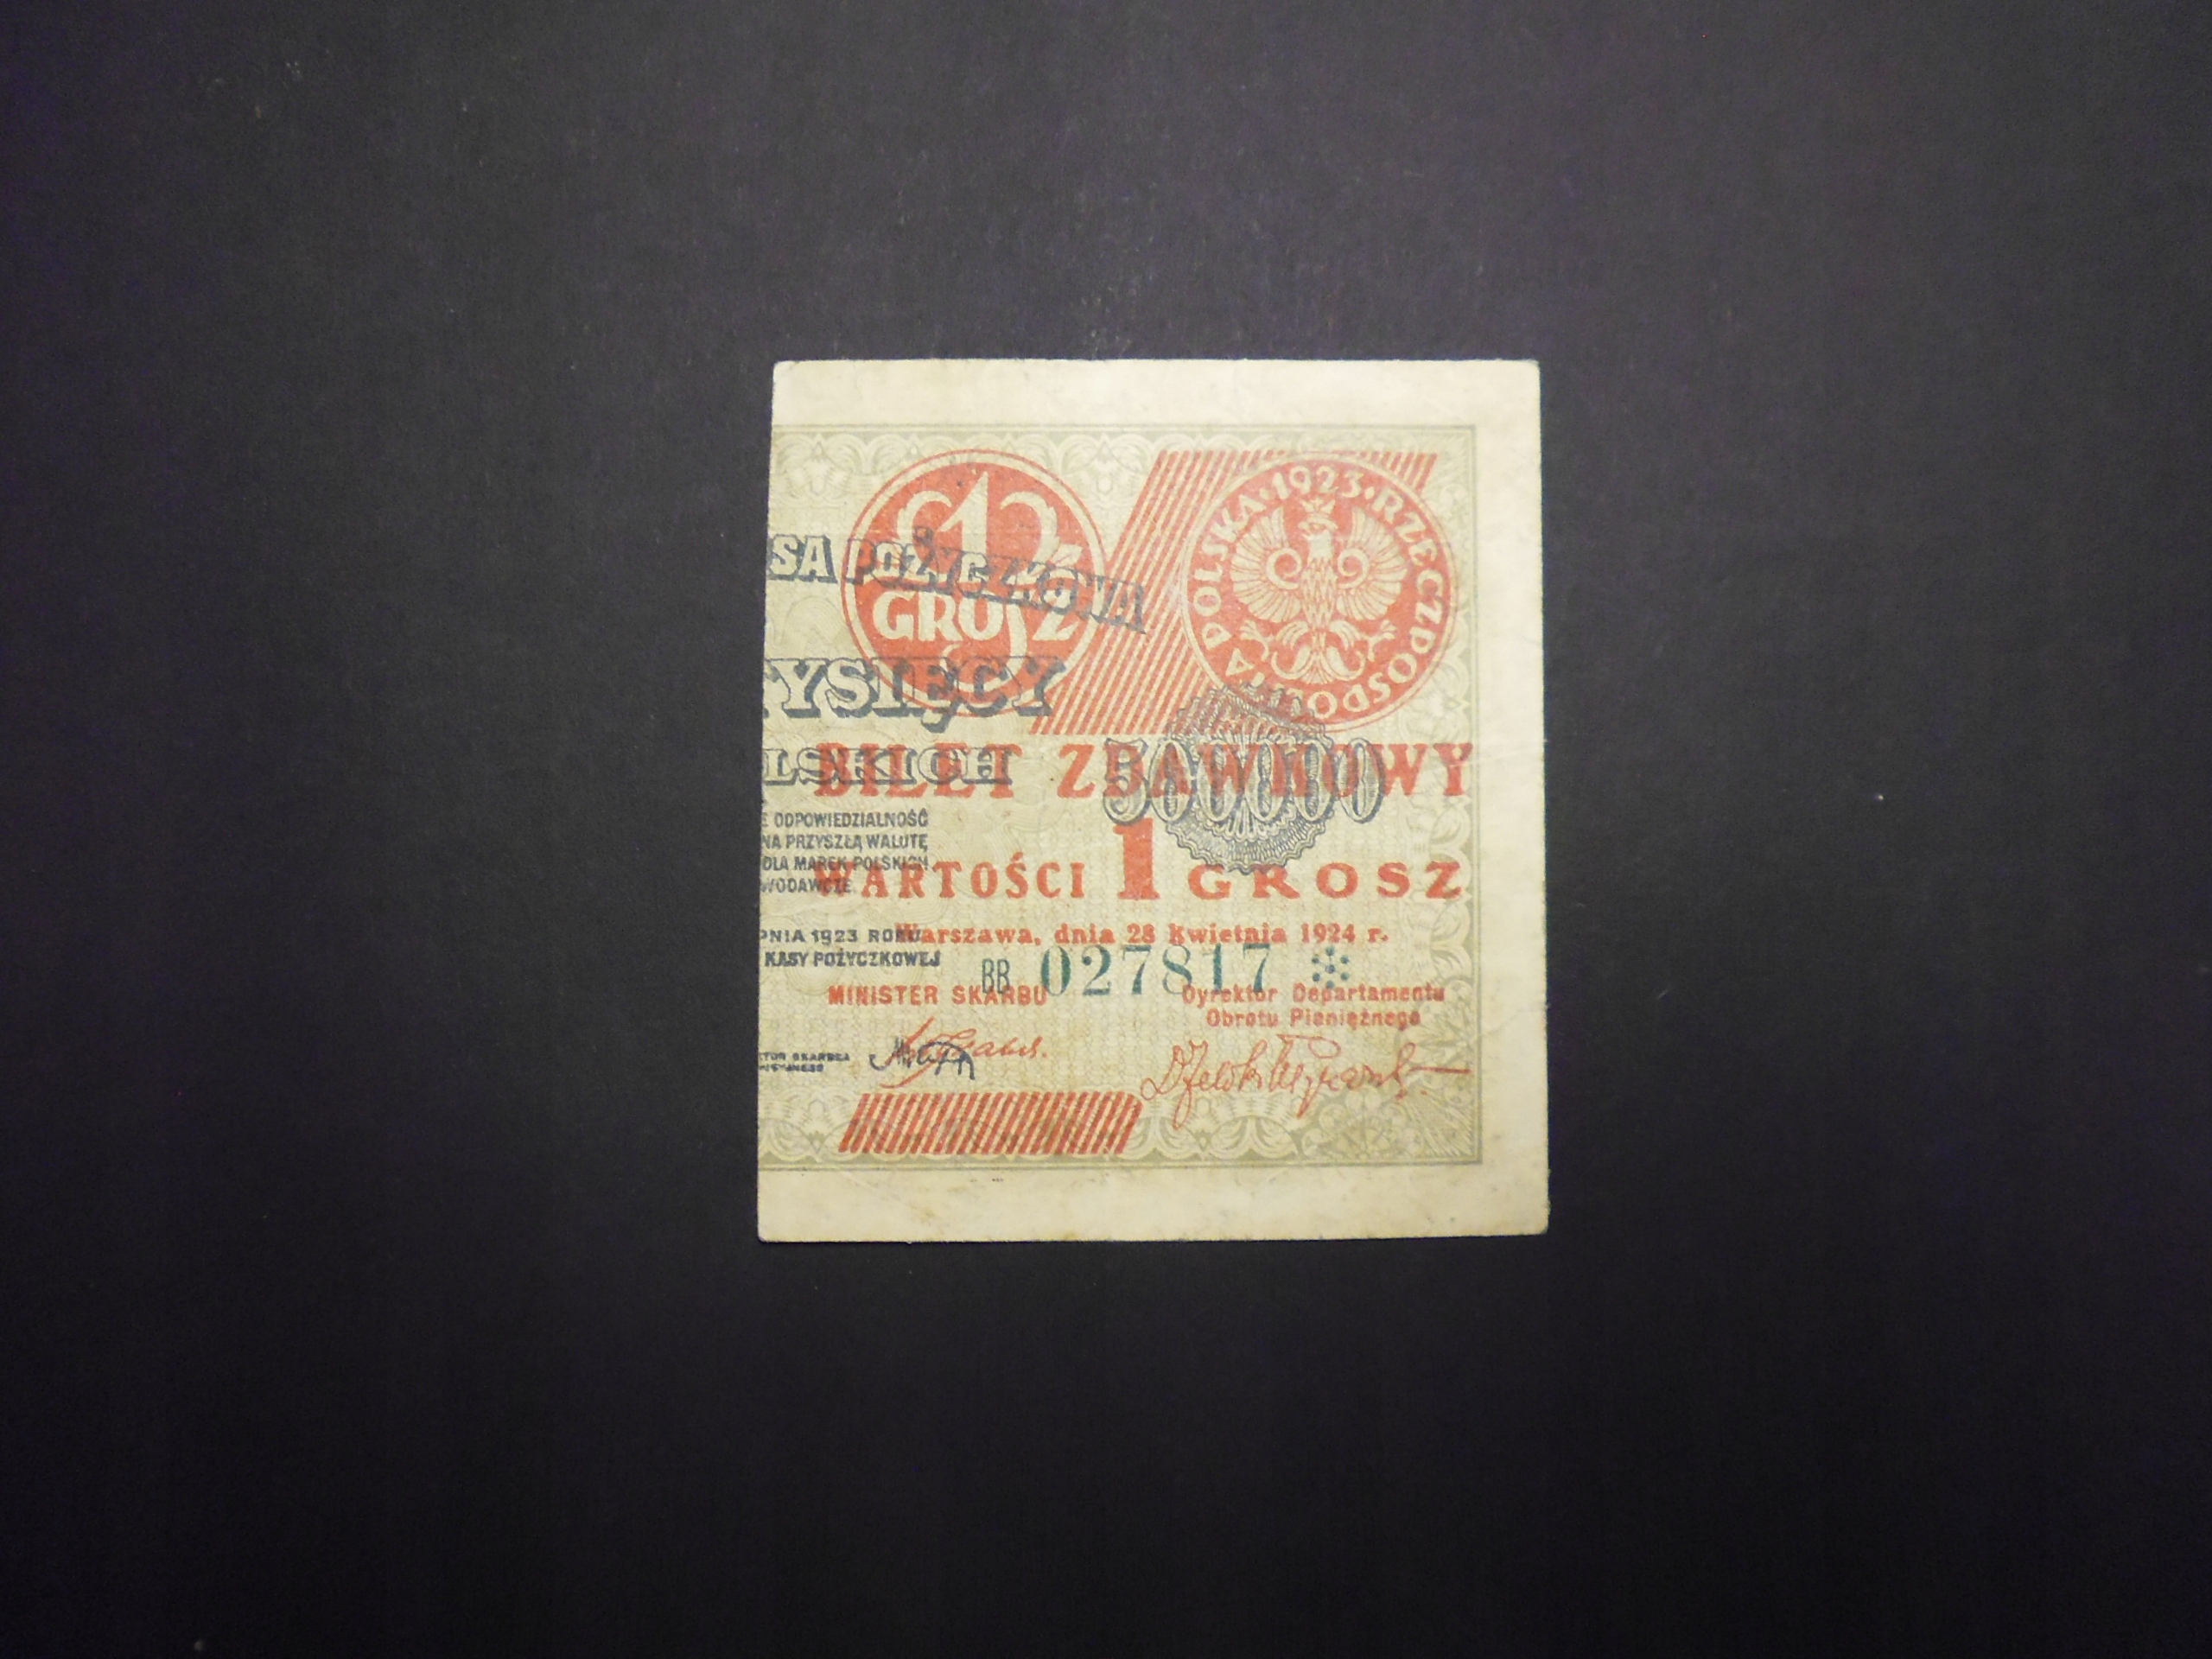 1
GROSZ
POLSKA • 1923 • RZECZPOSPOLITA
SA POŻYCZKOWA
TYSIĘCY
LSKICH
BILET ZDAWKOWY
500000
E ODPOWIEDZIALNOŚĆ
NA PRZYSZŁĄ WALUTĘ
DLA MAREK POLSKICH
WODAWCZE.
WARTOŚCI 1 GROSZ
PNIA 1923 ROKU
Warszawa, dnia 28 Kwietnia 1924 r.
KASY POŻYCZKOWEJ
BB 027817 *
MINISTER SKARBU
Dyrektor Departamentu
Obrotu Pieniężnego